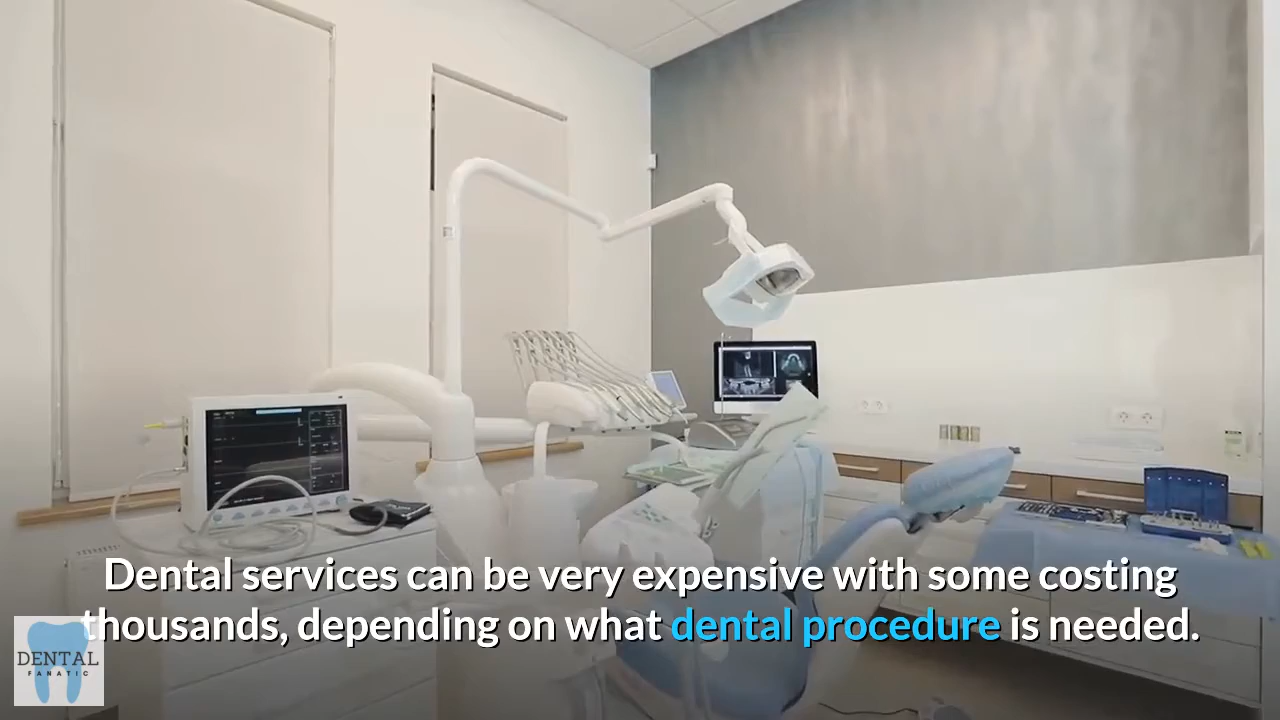 Dental services can be very expensive with some costing
thousands, depending on what dental procedure is needed.
DENTAL
FANATIC